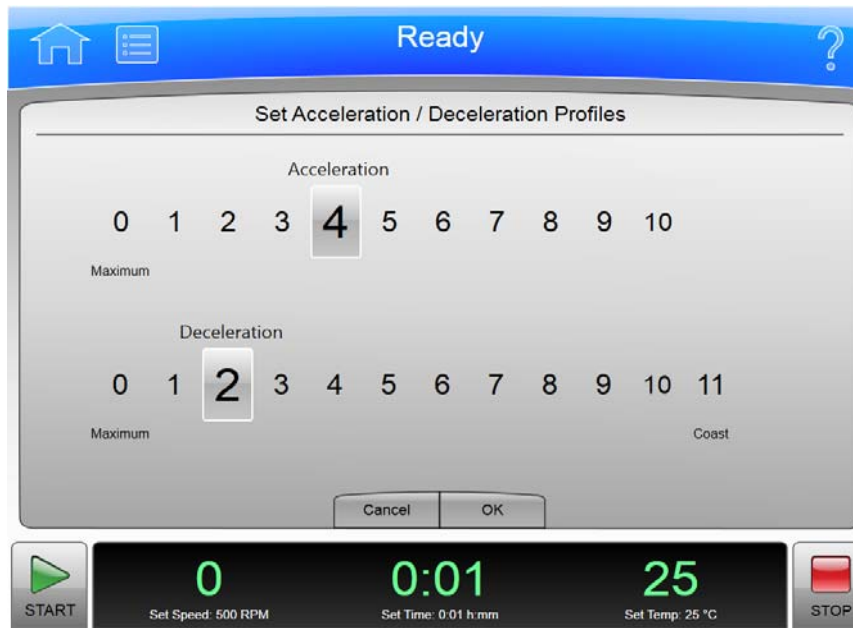 Ready
?
Set Acceleration / Deceleration Profiles
Acceleration
0 1 2 3 4 5 6 7 8 9 10
Maximum
Deceleration
0 1 2 3 4 5 6 7 8 9 10 11
Maximum Coast
Cancel OK
0 0:01 25
START Set Speed: 500 RPM Set Time: 0:01 h:mm Set Temp: 25 °C STOP